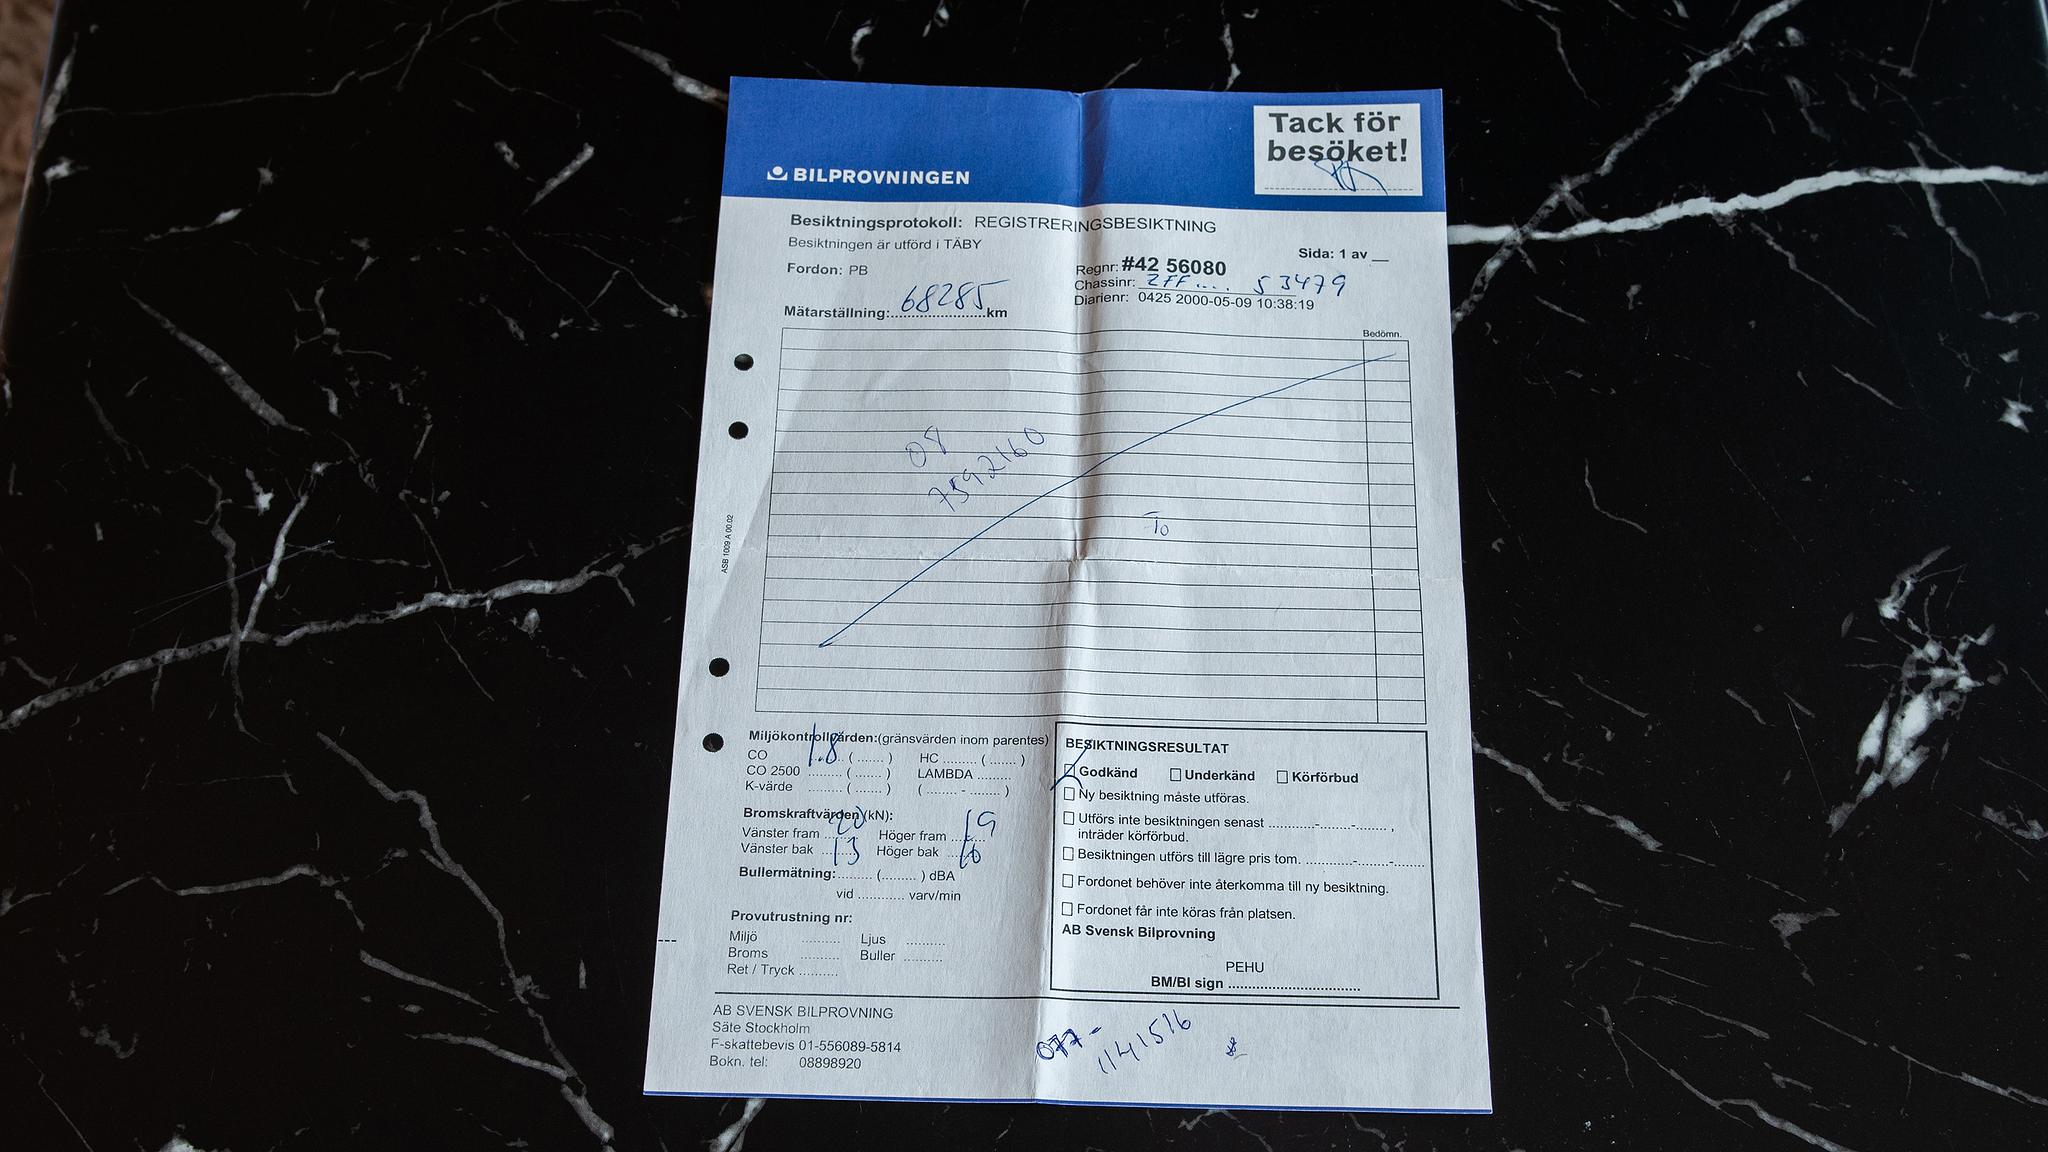 BILPROVNINGEN
Tack för
besöket!
Besiktningsprotokoll: REGISTRERINGSBESIKTNING
Besiktningen är utförd i TÄBY
Sida: 1 av __
Fordon: PB
Regnr: #42 56080
Chassinr: ZFF .... 53479
Diarienr: 0425 2000-05-09 10:38:19
Mätarställning: 68285 km
Bedömn.
08
7592160
To
ASB 1009 A 00.02
Miljökontrollvärden:(gränsvärden inom parentes)
CO 1.8 (.......) HC ......... (.......)
CO 2500 ......... (.......) LAMBDA .........
K-värde ......... (.......) (........ - ........)
Bromskraftvärden (kN):
Vänster fram 20 Höger fram 19
Vänster bak 13 Höger bak 16
Bullermätning:........ (.........) dBA
vid ............ varv/min
Provutrustning nr:
Miljö .......... Ljus ..........
Broms .......... Buller ..........
Ret / Tryck ..........
BESIKTNINGSRESULTAT
Godkänd Underkänd Körförbud
Ny besiktning måste utföras.
Utförs inte besiktningen senast ............-........-........ ,
inträder körförbud.
Besiktningen utförs till lägre pris tom. ............-........-........
Fordonet behöver inte återkomma till ny besiktning.
Fordonet får inte köras från platsen.
AB Svensk Bilprovning
PEHU
BM/BI sign ..................................
AB SVENSK BILPROVNING
Säte Stockholm
F-skattebevis 01-556089-5814
Bokn. tel: 08898920
077-
1141516